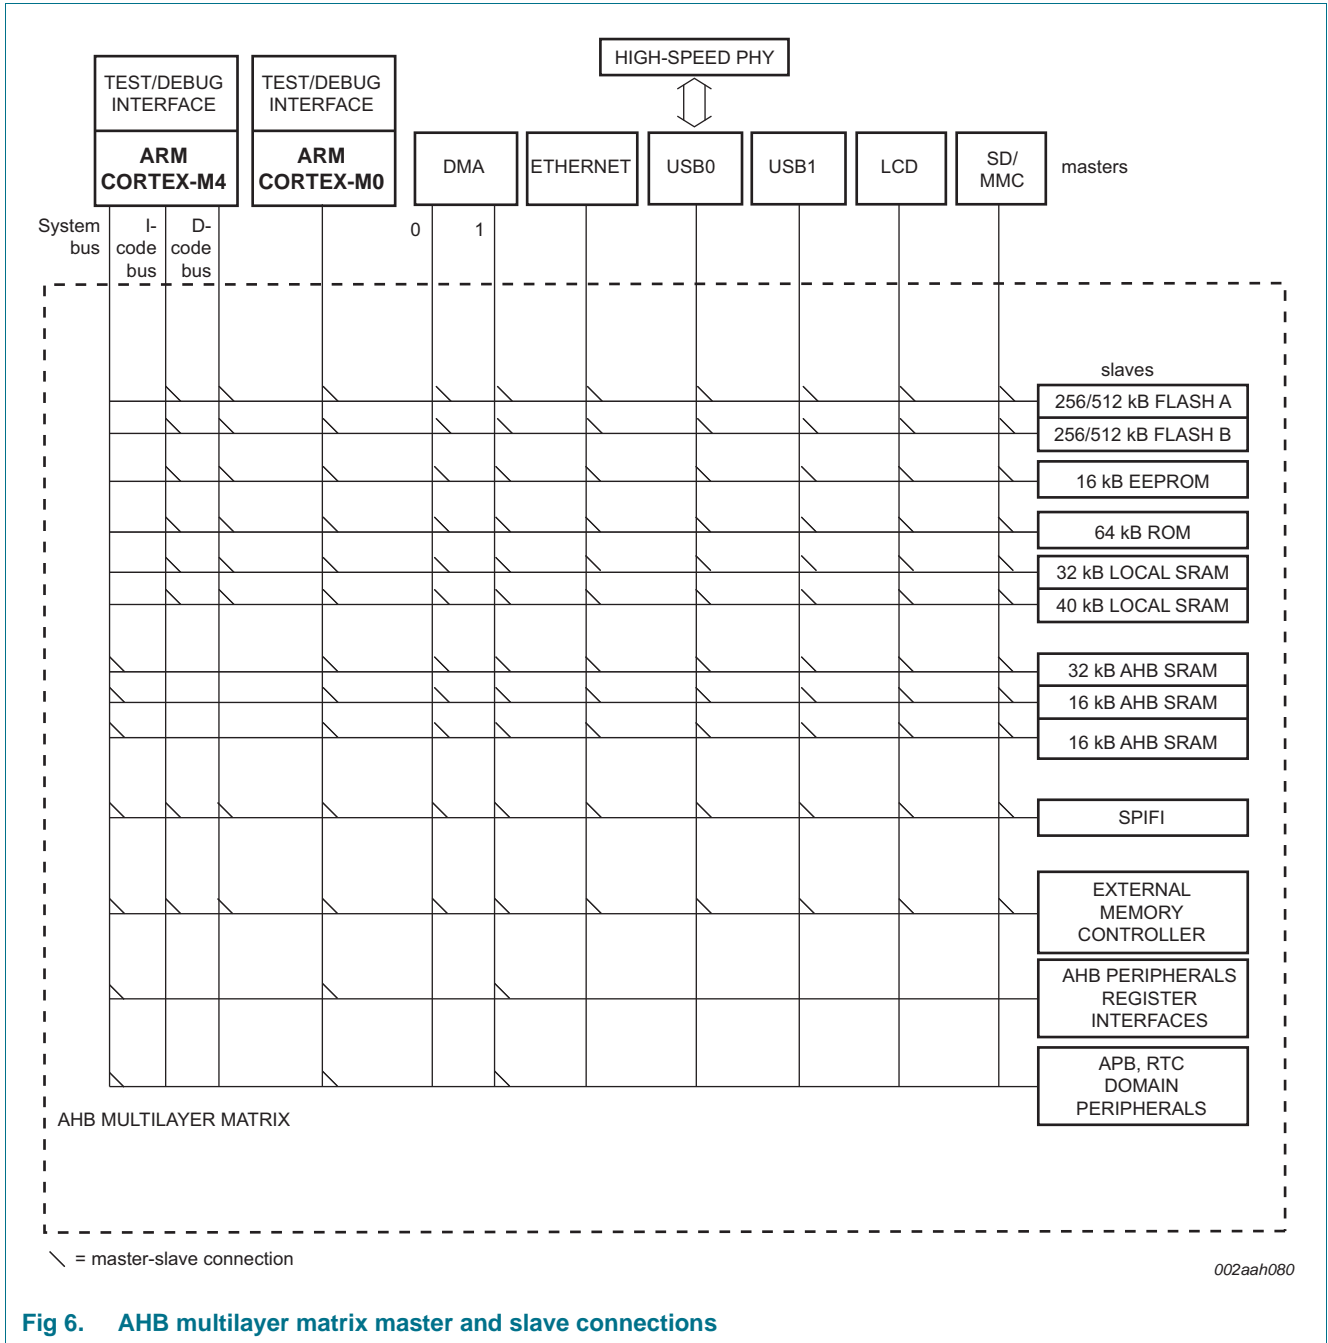 HIGH-SPEED PHY
TEST/DEBUG
INTERFACE
TEST/DEBUG
INTERFACE
ARM
CORTEX-M4
ARM
CORTEX-M0
DMA
ETHERNET
USB0
USB1
LCD
SD/
MMC
masters
System
bus
I-
code
bus
D-
code
bus
0
1
slaves
256/512 kB FLASH A
256/512 kB FLASH B
16 kB EEPROM
64 kB ROM
32 kB LOCAL SRAM
40 kB LOCAL SRAM
32 kB AHB SRAM
16 kB AHB SRAM
16 kB AHB SRAM
SPIFI
EXTERNAL
MEMORY
CONTROLLER
AHB PERIPHERALS
REGISTER
INTERFACES
APB, RTC
DOMAIN
PERIPHERALS
AHB MULTILAYER MATRIX
= master-slave connection
002aah080
Fig 6. AHB multilayer matrix master and slave connections